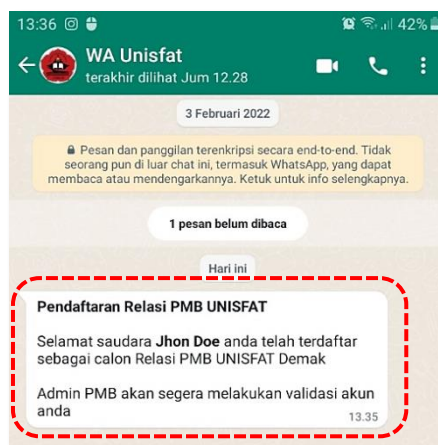 13:36 42%
WA Unisfat
terakhir dilihat Jum 12.28
3 Februari 2022
Pesan dan panggilan terenkripsi secara end-to-end. Tidak
seorang pun di luar chat ini, termasuk WhatsApp, yang dapat
membaca atau mendengarkannya. Ketuk untuk info selengkapnya.
1 pesan belum dibaca
Hari ini
Pendaftaran Relasi PMB UNISFAT
Selamat saudara Jhon Doe anda telah terdaftar
sebagai calon Relasi PMB UNISFAT Demak
Admin PMB akan segera melakukan validasi akun
anda
13.35